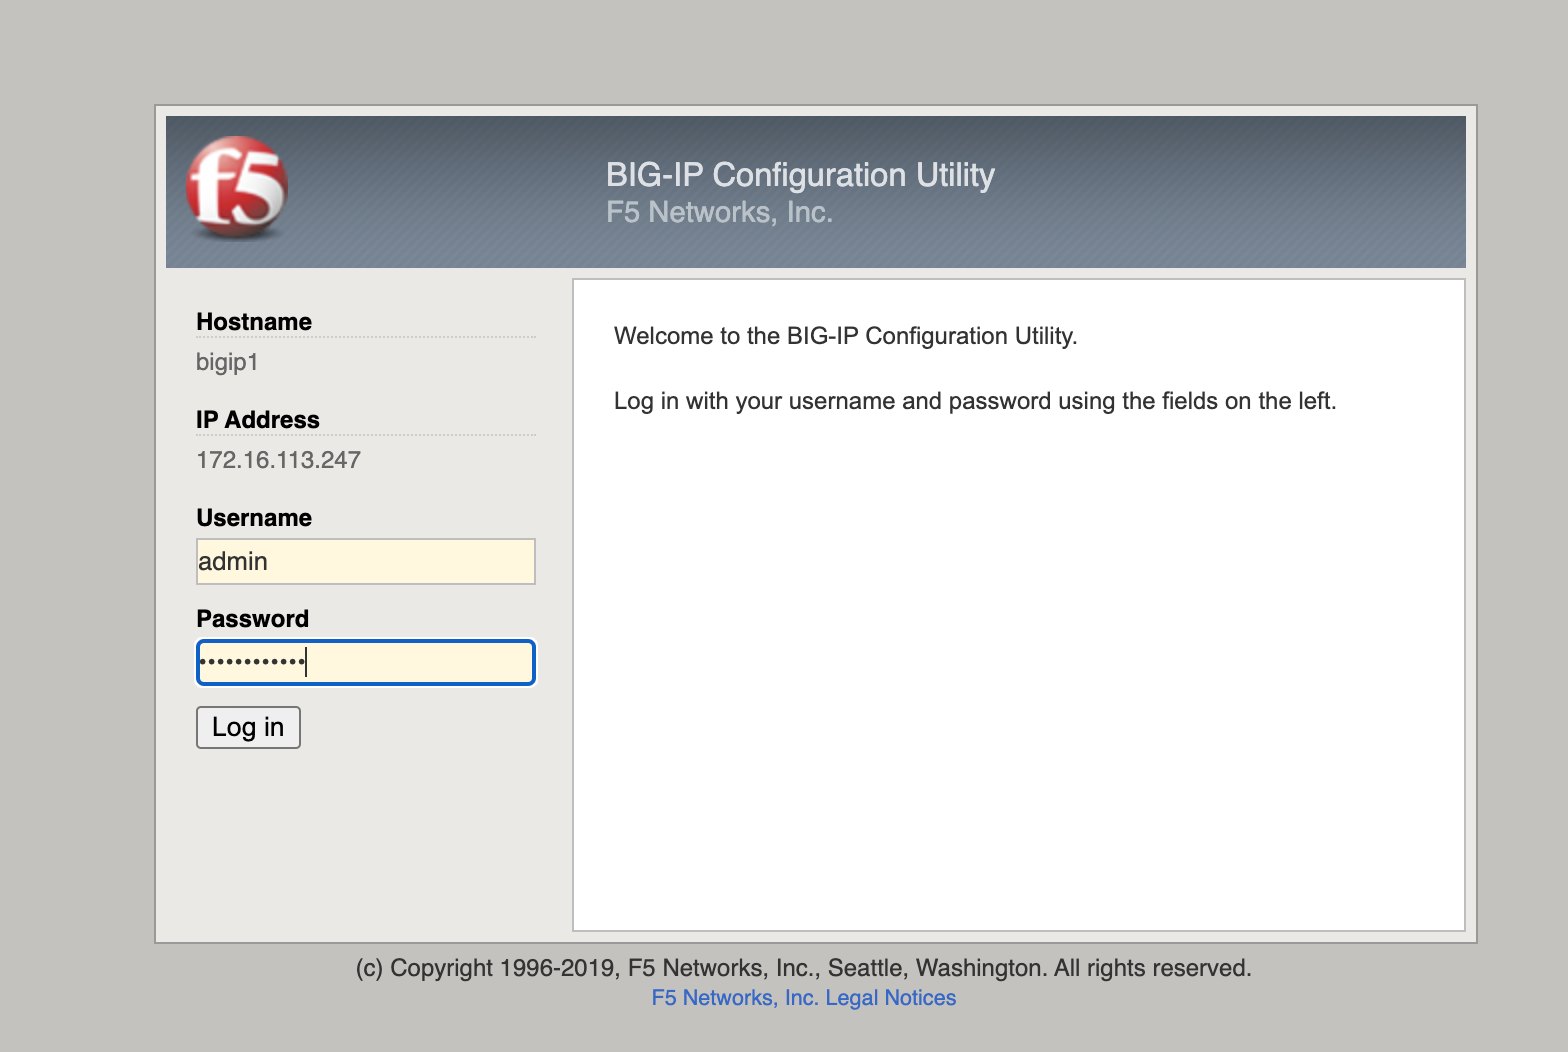 f5
BIG-IP Configuration Utility
F5 Networks, Inc.
Hostname
bigip1
IP Address
172.16.113.247
Username
admin
Password
••••••••••••
Log in
Welcome to the BIG-IP Configuration Utility.
Log in with your username and password using the fields on the left.
(c) Copyright 1996-2019, F5 Networks, Inc., Seattle, Washington. All rights reserved.
F5 Networks, Inc. Legal Notices